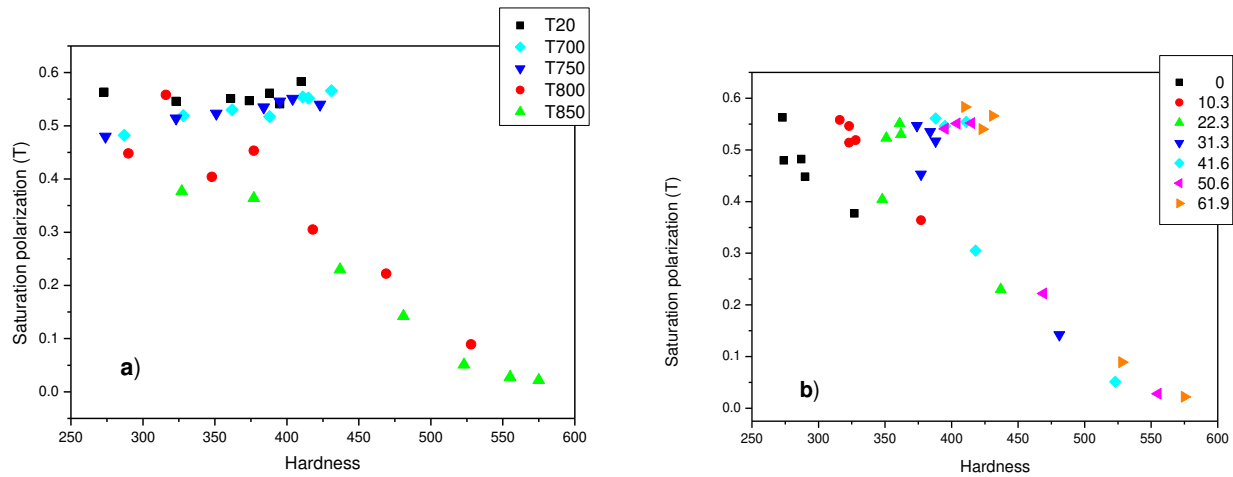 T20
T700
T750
T800
T850
0.6
0.5
0.4
0.3
0.2
0.1
0.0
Saturation polarization (T)
a)
250 300 350 400 450 500 550 600
Hardness
0
10.3
22.3
31.3
41.6
50.6
61.9
0.6
0.5
0.4
0.3
0.2
0.1
0.0
Saturation polarization (T)
b)
250 300 350 400 450 500 550 600
Hardness